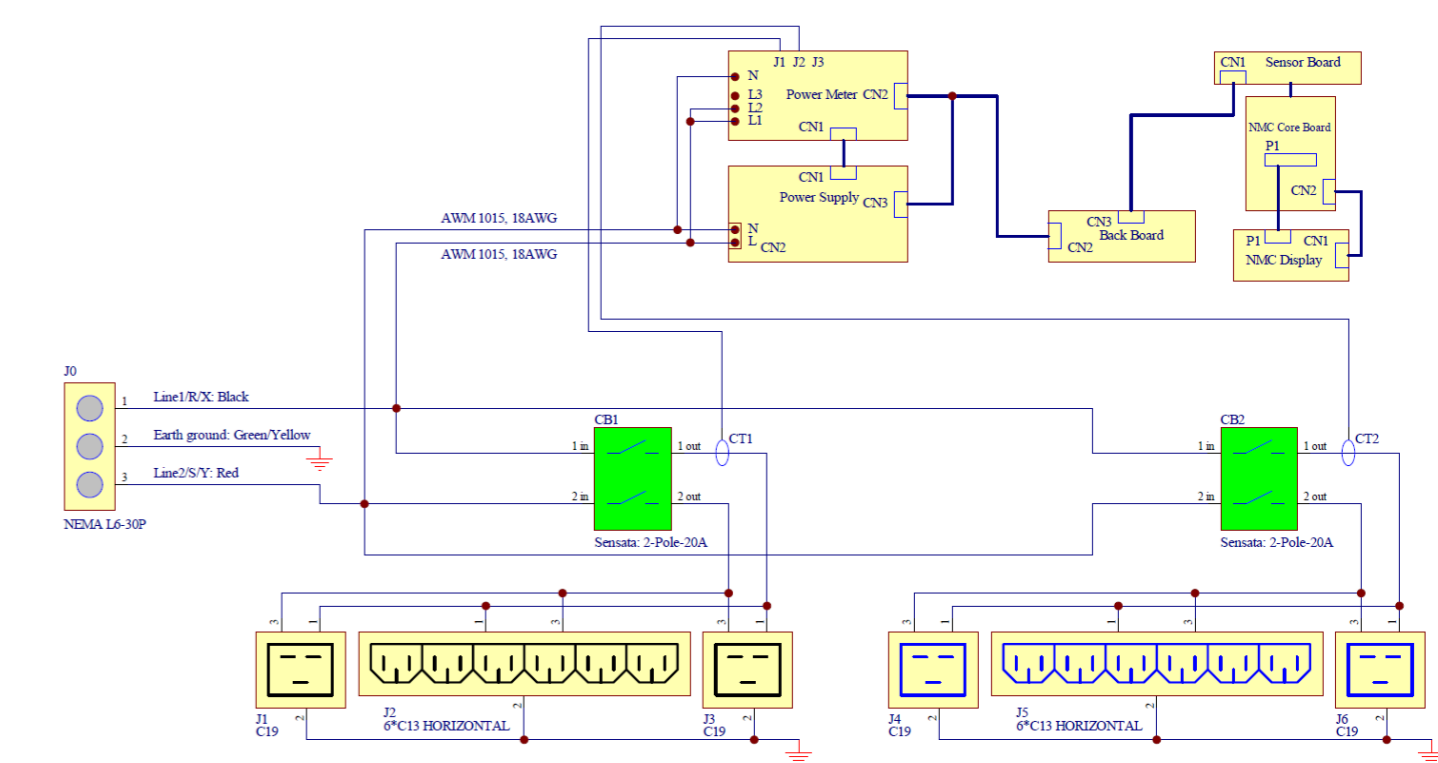 J1 J2 J3
N
L3
L2
L1
Power Meter CN2
CN1
CN1
Power Supply CN3
N
L CN2
AWM 1015, 18AWG
AWM 1015, 18AWG
CN1 Sensor Board
NMC Core Board
P1
CN2
CN3
Back Board
CN2
P1 CN1
NMC Display
J0
1 Line1/R/X: Black
2 Earth ground: Green/Yellow
3 Line2/S/Y: Red
NEMA L6-30P
CB1
1 in 1 out CT1
2 in 2 out
Sensata: 2-Pole-20A
CB2
1 in 1 out CT2
2 in 2 out
Sensata: 2-Pole-20A
3 1 1 3 3 1
3 1 1 3 3 1
J1 2
C19
J2 2
6*C13 HORIZONTAL
J3 2
C19
J4 2
C19
J5 2
6*C13 HORIZONTAL
J6 2
C19